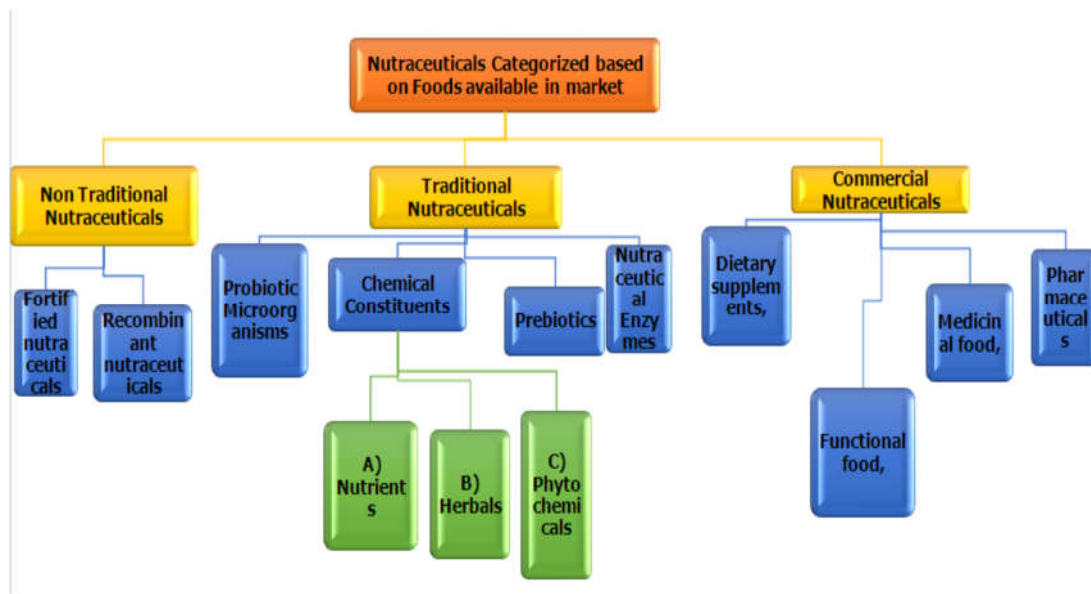 Nutraceuticals Categorized based
on Foods available in market
Non Traditional
Nutraceuticals
Traditional
Nutraceuticals
Commercial
Nutraceuticals
Fortif
ied
nutra
ceuti
cals
Recombin
ant
nutraceut
icals
Probiotic
Microorg
anisms
Chemical
Constituents
Prebiotics
Nutra
ceutic
al
Enzy
mes
Dietary
supplem
ents,
Functional
food,
Medicin
al food,
Phar
mace
utical
s
A)
Nutrient
s
B)
Herbals
C)
Phyto
chemi
cals